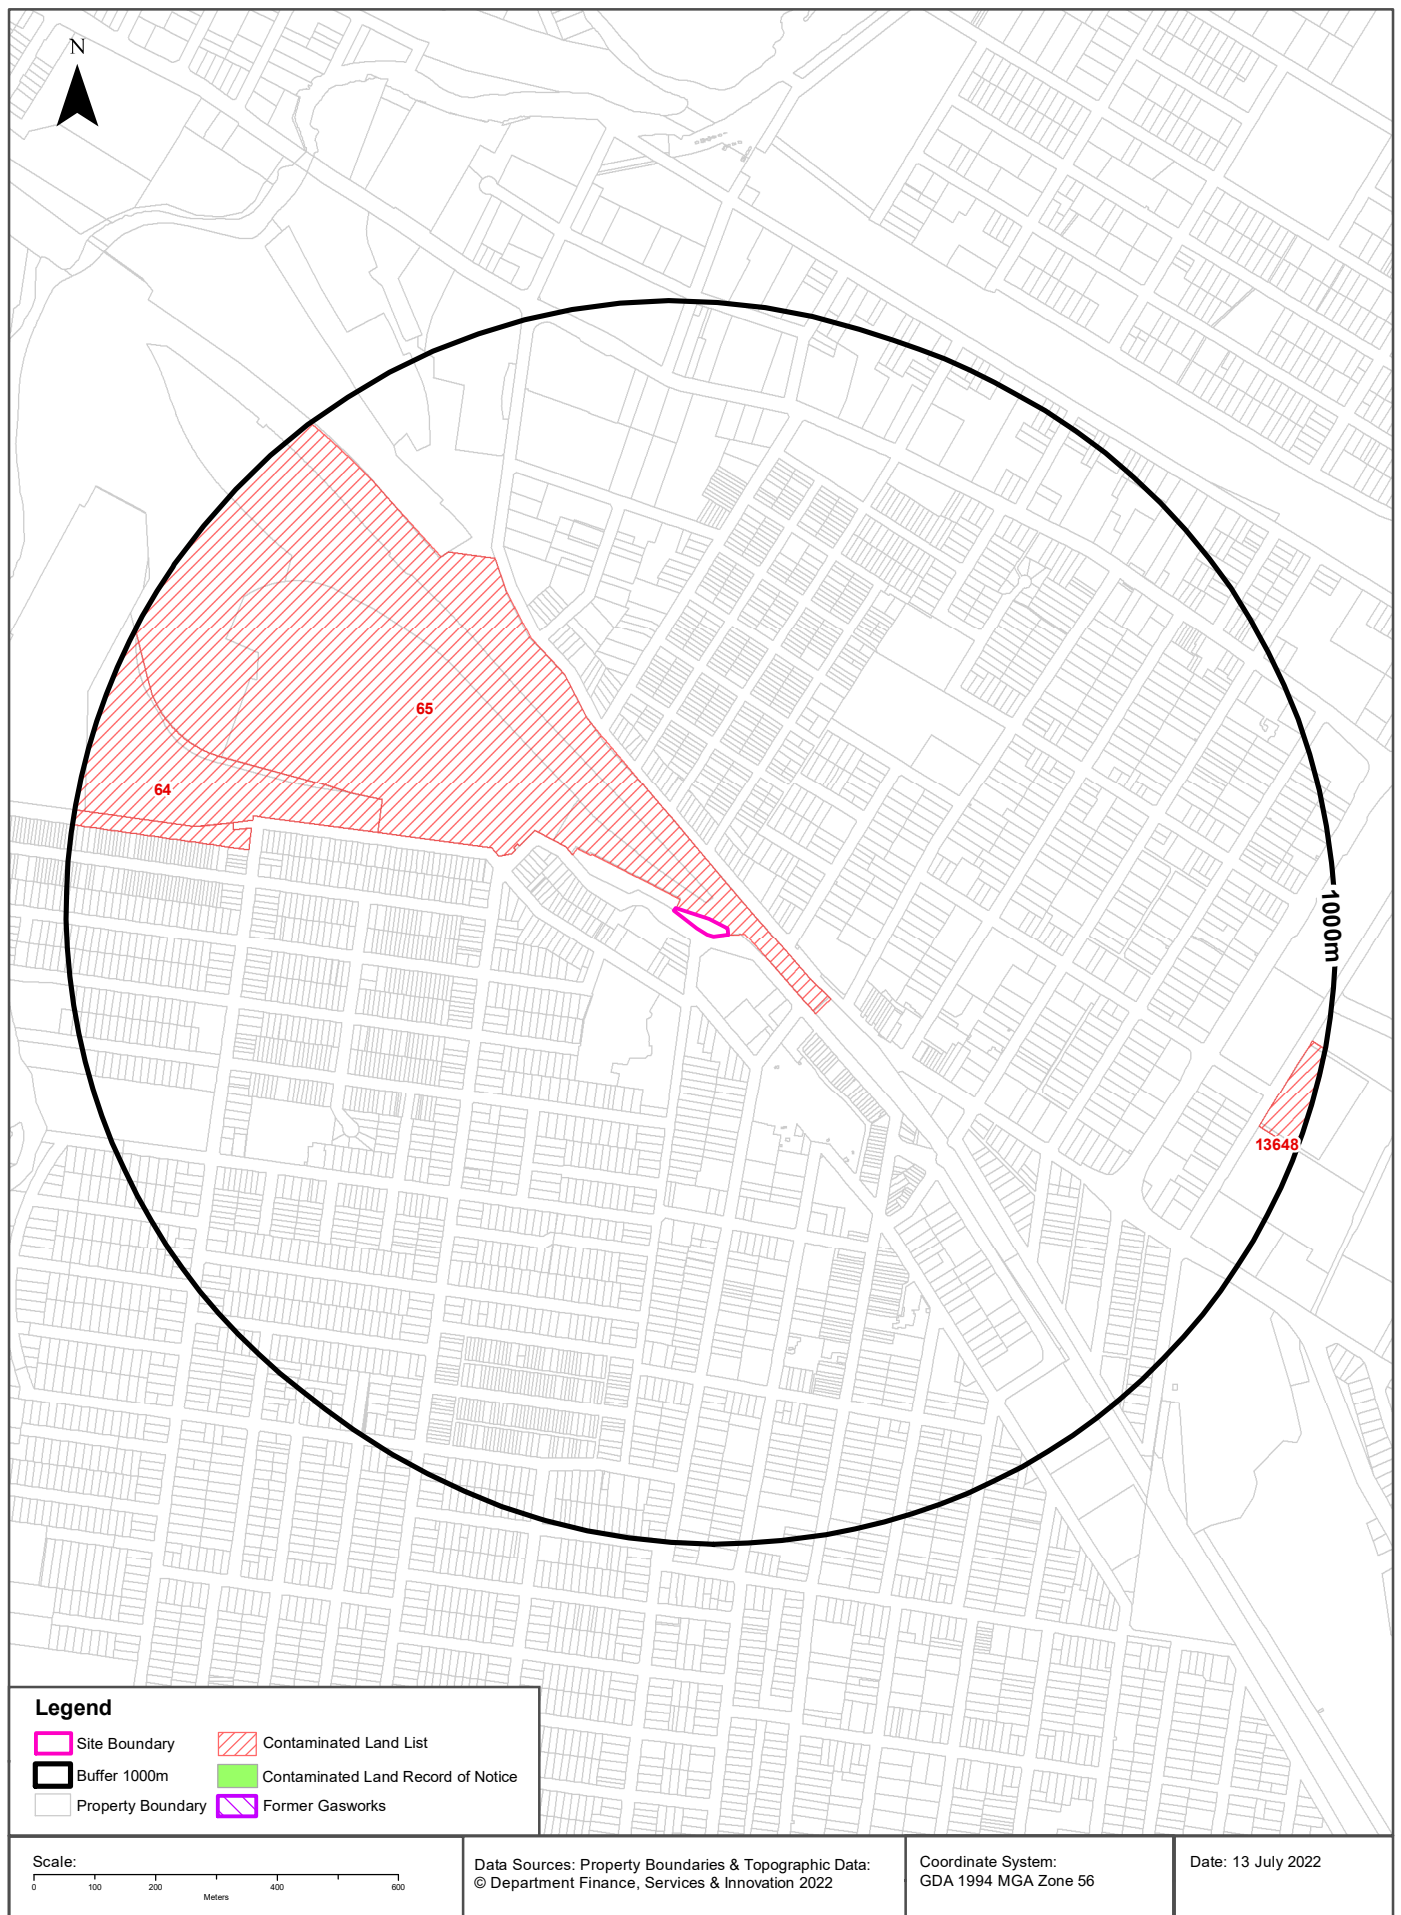 N
65
64
1000m
13648
Legend
Site Boundary
Contaminated Land List
Buffer 1000m
Contaminated Land Record of Notice
Property Boundary
Former Gasworks
Scale:
0 100 200 400 600
Meters
Data Sources: Property Boundaries & Topographic Data:
© Department Finance, Services & Innovation 2022
Coordinate System:
GDA 1994 MGA Zone 56
Date: 13 July 2022